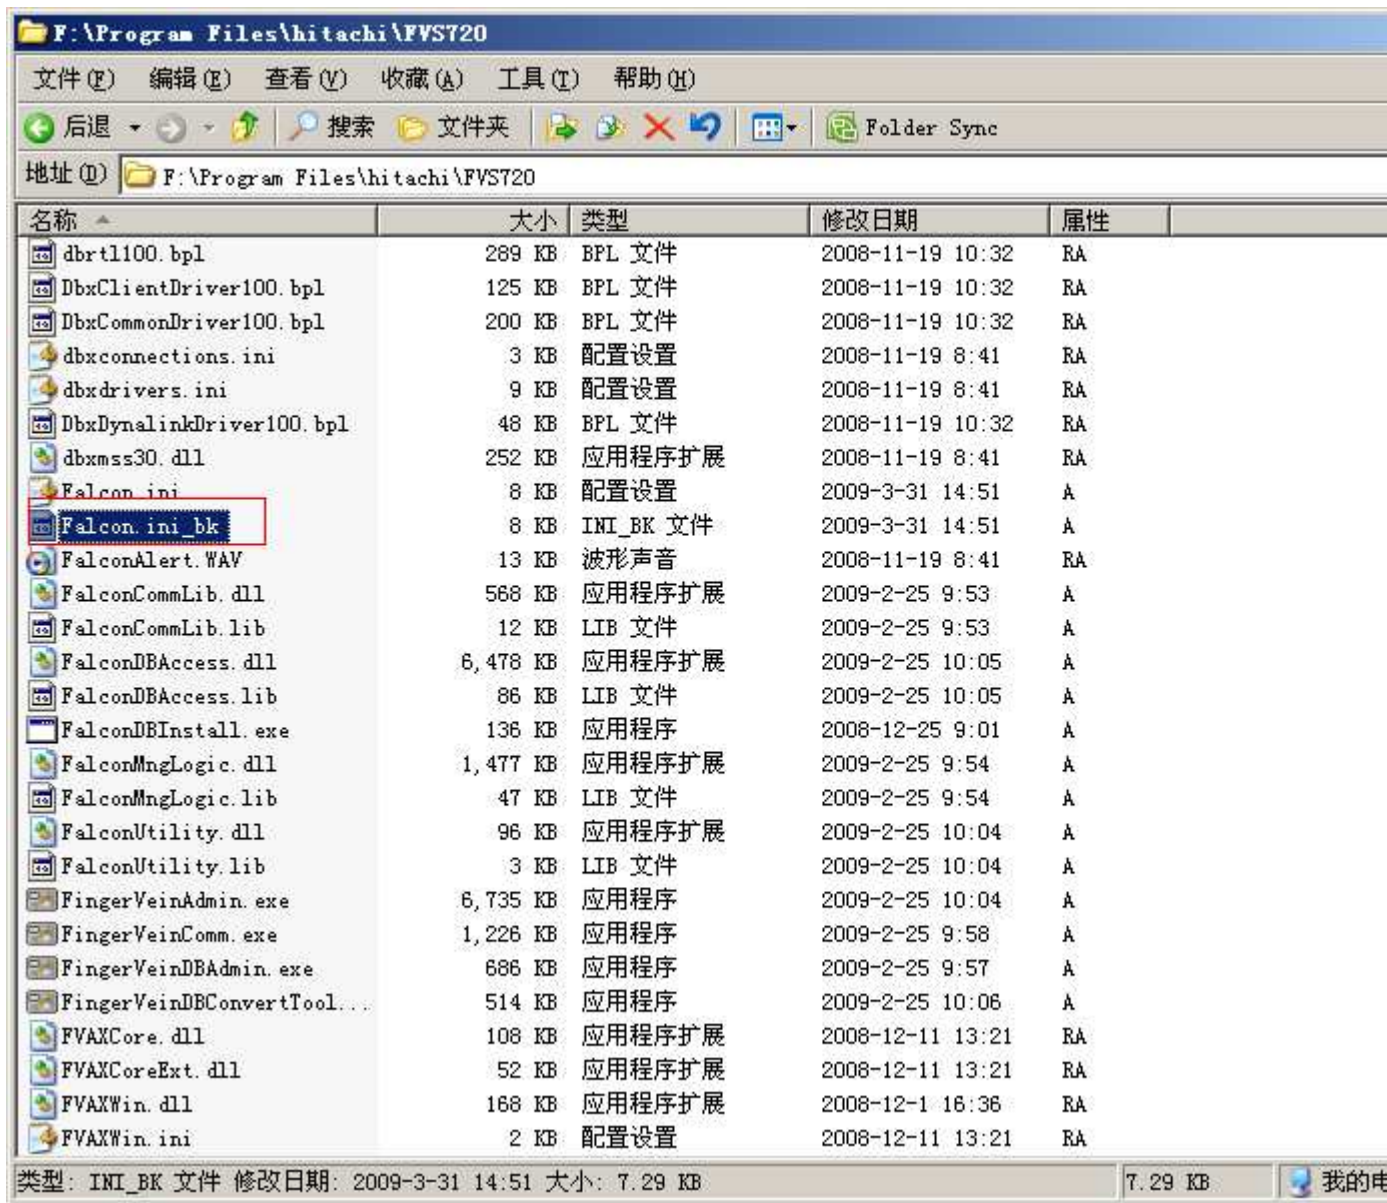 F:\Program Files\hitachi\FVS720
文件(F) 编辑(E) 查看(V) 收藏(A) 工具(T) 帮助(H)
后退 搜索 文件夹 Folder Sync
地址(D) F:\Program Files\hitachi\FVS720
名称 大小 类型 修改日期 属性
dbrtl100.bpl 289 KB BPL 文件 2008-11-19 10:32 RA
DbxClientDriver100.bpl 125 KB BPL 文件 2008-11-19 10:32 RA
DbxCommonDriver100.bpl 200 KB BPL 文件 2008-11-19 10:32 RA
dbxconnections.ini 3 KB 配置设置 2008-11-19 8:41 RA
dbxdrivers.ini 9 KB 配置设置 2008-11-19 8:41 RA
DbxDynalinkDriver100.bpl 48 KB BPL 文件 2008-11-19 10:32 RA
dbxmss30.dll 252 KB 应用程序扩展 2008-11-19 8:41 RA
Falcon.ini 8 KB 配置设置 2009-3-31 14:51 A
Falcon.ini_bk 8 KB INI_BK 文件 2009-3-31 14:51 A
FalconAlert.WAV 13 KB 波形声音 2008-11-19 8:41 RA
FalconCommLib.dll 568 KB 应用程序扩展 2009-2-25 9:53 A
FalconCommLib.lib 12 KB LIB 文件 2009-2-25 9:53 A
FalconDBAccess.dll 6,478 KB 应用程序扩展 2009-2-25 10:05 A
FalconDBAccess.lib 86 KB LIB 文件 2009-2-25 10:05 A
FalconDBInstall.exe 136 KB 应用程序 2008-12-25 9:01 A
FalconMngLogic.dll 1,477 KB 应用程序扩展 2009-2-25 9:54 A
FalconMngLogic.lib 47 KB LIB 文件 2009-2-25 9:54 A
FalconUtility.dll 96 KB 应用程序扩展 2009-2-25 10:04 A
FalconUtility.lib 3 KB LIB 文件 2009-2-25 10:04 A
FingerVeinAdmin.exe 6,735 KB 应用程序 2009-2-25 10:04 A
FingerVeinComm.exe 1,226 KB 应用程序 2009-2-25 9:58 A
FingerVeinDBAdmin.exe 686 KB 应用程序 2009-2-25 9:57 A
FingerVeinDBConvertTool... 514 KB 应用程序 2009-2-25 10:06 A
FVAXCore.dll 108 KB 应用程序扩展 2008-12-11 13:21 RA
FVAXCoreExt.dll 52 KB 应用程序扩展 2008-12-11 13:21 RA
FVAXWin.dll 168 KB 应用程序扩展 2008-12-1 16:36 RA
FVAXWin.ini 2 KB 配置设置 2008-12-11 13:21 RA
类型: INI_BK 文件 修改日期: 2009-3-31 14:51 大小: 7.29 KB 7.29 KB 我的电